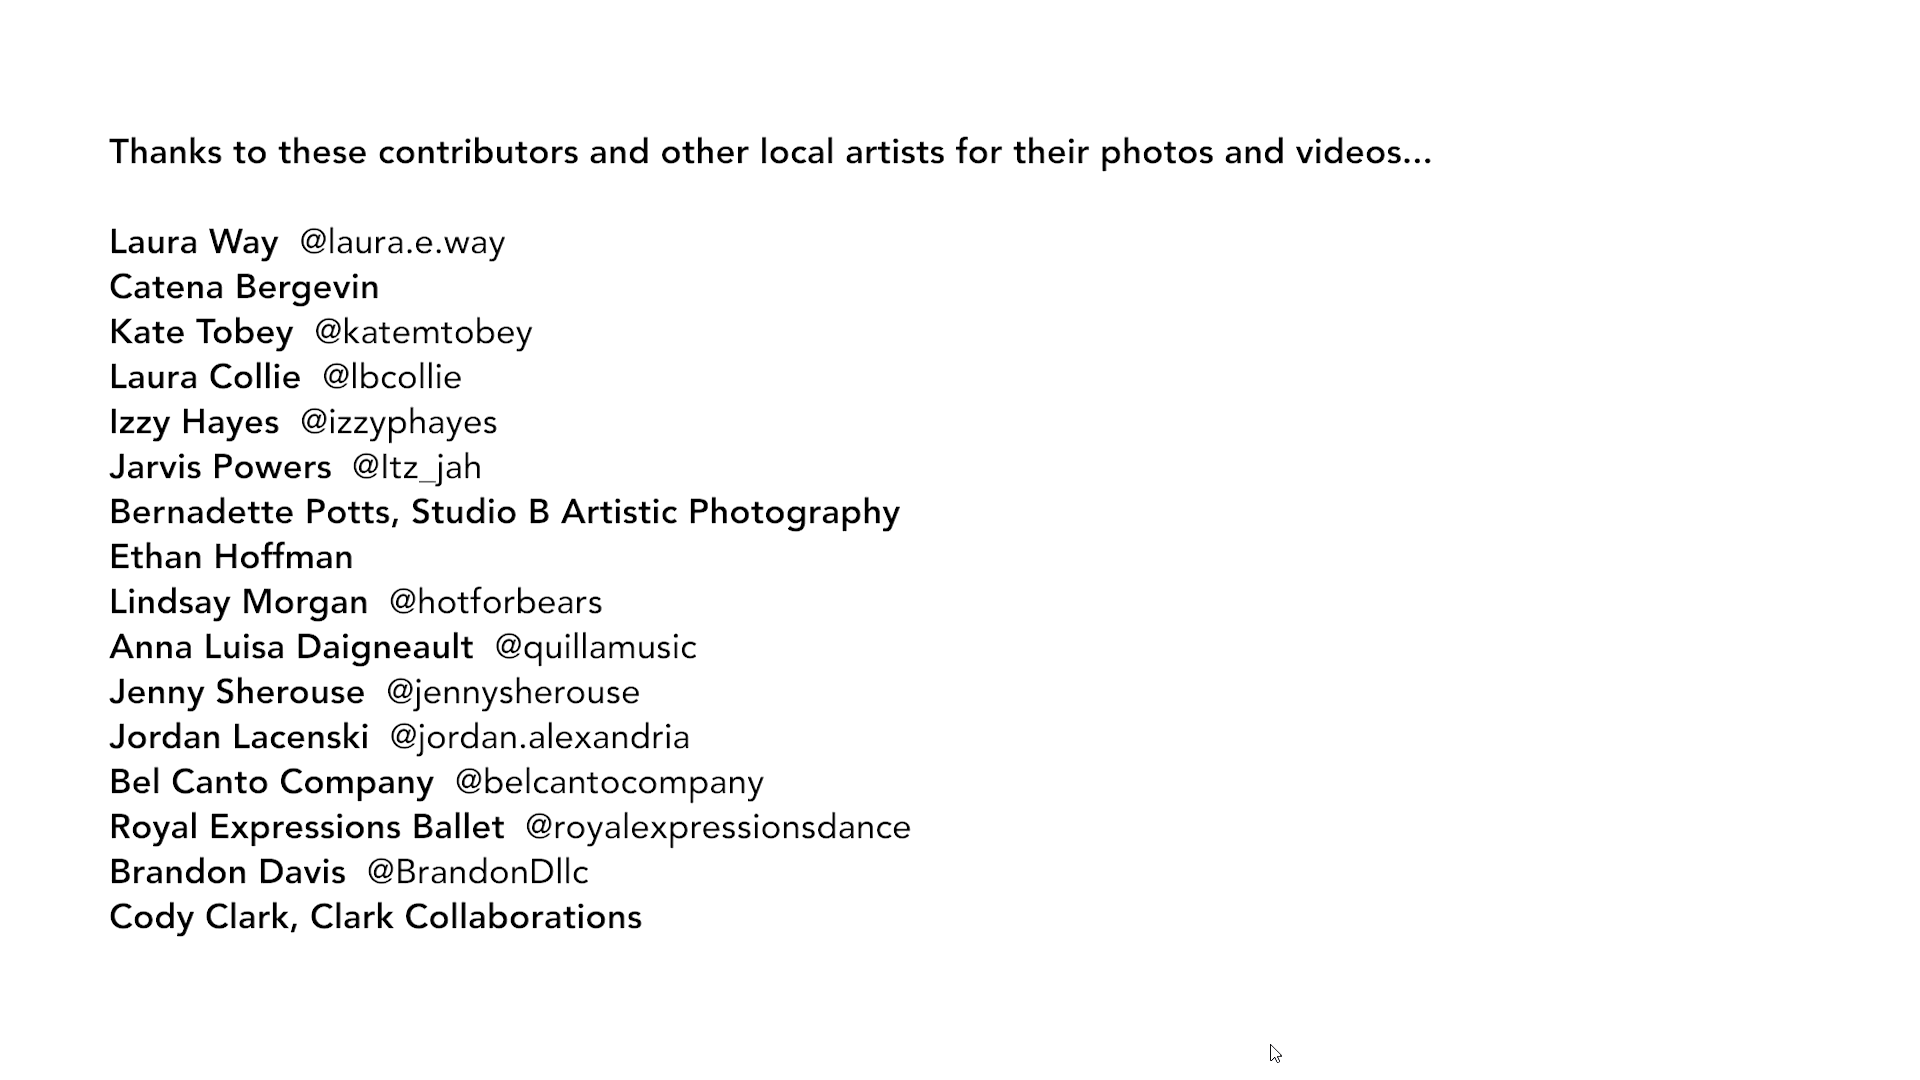 Thanks to these contributors and other local artists for their photos and videos...
Laura Way @laura.e.way
Catena Bergevin
Kate Tobey @katemtobey
Laura Collie @lbcollie
Izzy Hayes @izzyphayes
Jarvis Powers @Itz_jah
Bernadette Potts, Studio B Artistic Photography
Ethan Hoffman
Lindsay Morgan @hotforbears
Anna Luisa Daigneault @quillamusic
Jenny Sherouse @jennysherouse
Jordan Lacenski @jordan.alexandria
Bel Canto Company @belcantocompany
Royal Expressions Ballet @royalexpressionsdance
Brandon Davis @BrandonDllc
Cody Clark, Clark Collaborations